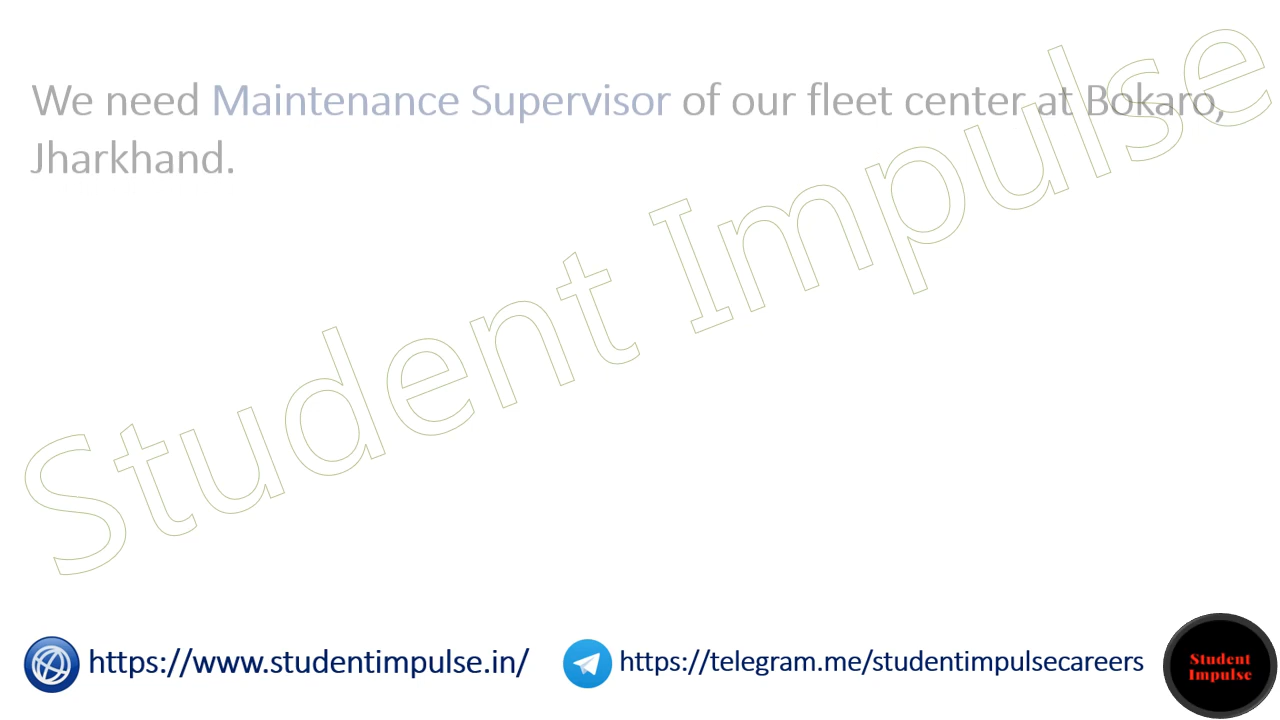 We need Maintenance Supervisor of our fleet center at Bokaro,
Jharkhand.
Student Impulse
https://www.studentimpulse.in/
https://telegram.me/studentimpulsecareers
Student
Impulse